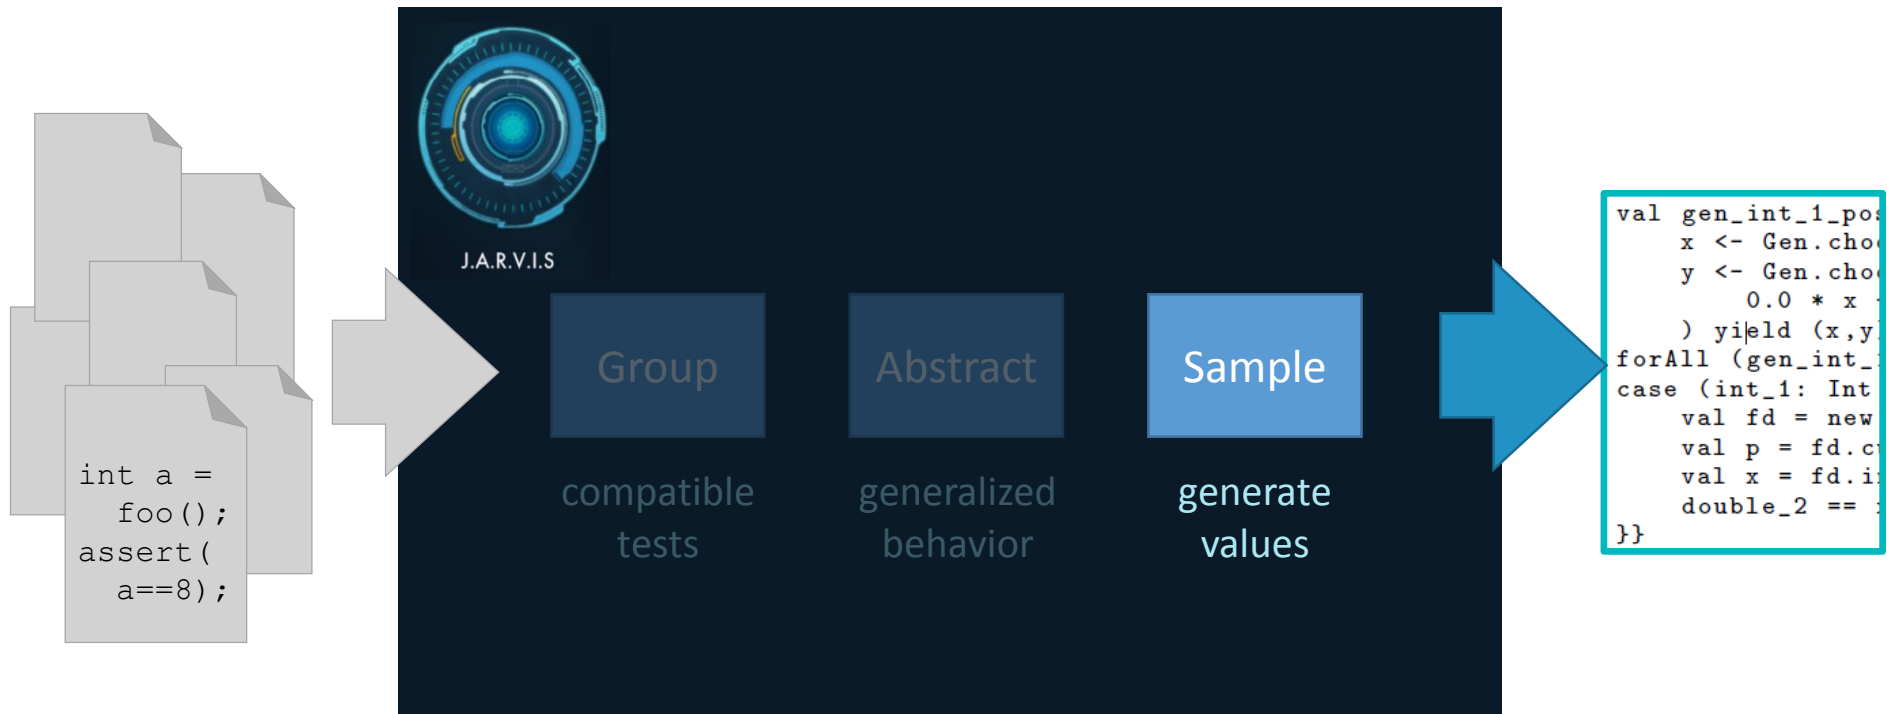 int a =
foo();
assert(
a==8);
J.A.R.V.I.S
Group
compatible
tests
Abstract
generalized
behavior
Sample
generate
values
val gen_int_1_pos
x <- Gen.cho
y <- Gen.cho
0.0 * x
) yield (x,y
forAll (gen_int_
case (int_1: Int
val fd = new
val p = fd.c
val x = fd.i
double_2 ==
}}